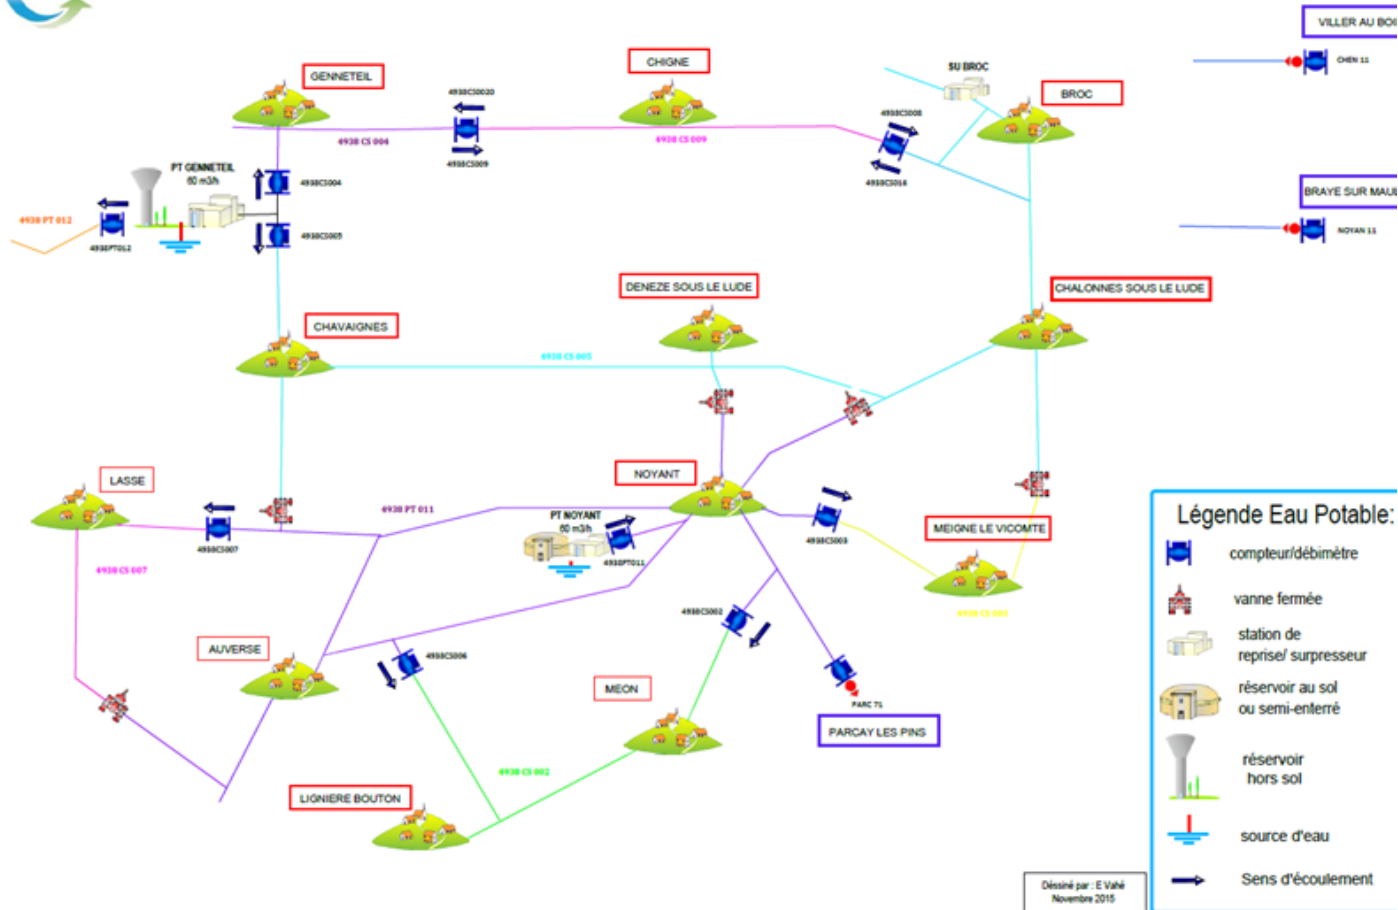 VILLER AU BOI
CHEN 11
GENNETEIL
CHIGNE
SU BROC
BROC
4938CS0020
4938CS008
4938 CS 004
4938CS009
4938 CS 009
4938CS016
PT GENNETEIL
60 m3/h
4938CS004
BRAYE SUR MAUL
NOYAN 11
4938 PT 012
4938PT012
4938CS005
DENEZE SOUS LE LUDE
CHALONNES SOUS LE LUDE
CHAVAIGNES
4938 CS 005
LASSE
NOYANT
4938 PT 011
PT NOYANT
60 m3/h
4938CS007
4938PT011
4938CS003
MEIGNE LE VICOMTE
4938 CS 007
4938 CS 003
4938CS002
AUVERSE
4938CS006
MEON
PARC 71
PARCAY LES PINS
4938 CS 002
LIGNIERE BOUTON
Légende Eau Potable:
compteur/débimètre
vanne fermée
station de
reprise/ surpresseur
réservoir au sol
ou semi-enterré
réservoir
hors sol
source d'eau
Sens d'écoulement
Déssiné par : E Vahé
Novembre 2015